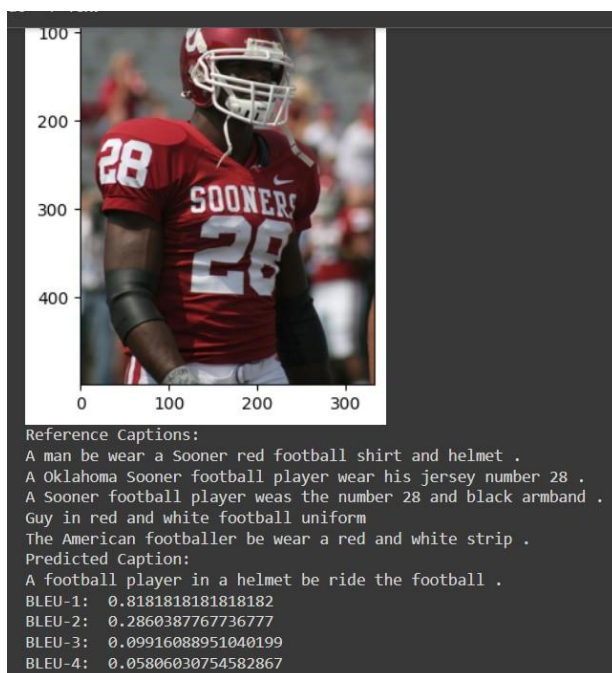 100
200
300
400
28
SOONERS
28
0 100 200 300
Reference Captions:
A man be wear a Sooner red football shirt and helmet .
A Oklahoma Sooner football player wear his jersey number 28 .
A Sooner football player weas the number 28 and black armband .
Guy in red and white football uniform
The American footballer be wear a red and white strip .
Predicted Caption:
A football player in a helmet be ride the football .
BLEU-1: 0.8181818181818182
BLEU-2: 0.2860387767736777
BLEU-3: 0.09916088951040199
BLEU-4: 0.05806030754582867